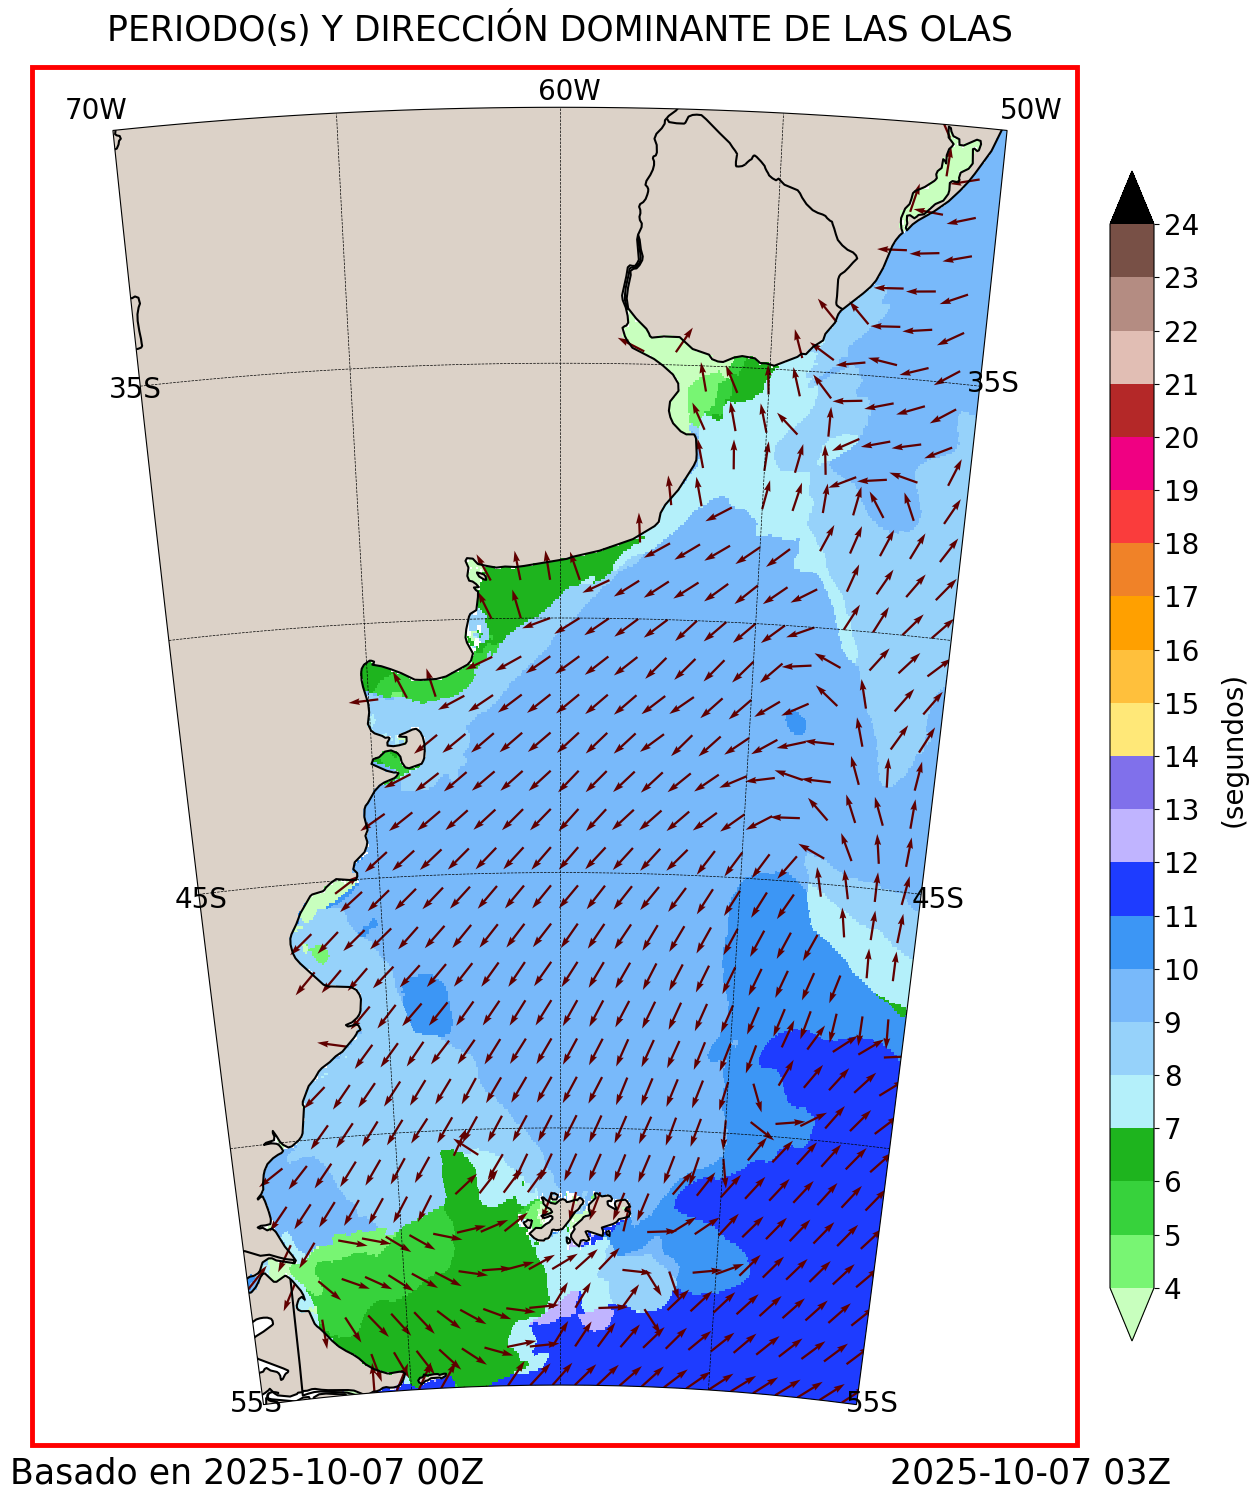 PERIODO(s) Y DIRECCIÓN DOMINANTE DE LAS OLAS
70W
60W
50W
35S
35S
45S
45S
55S
55S
24
23
22
21
20
19
18
17
16
15
14
13
12
11
10
9
8
7
6
5
4
(segundos)
Basado en 2025-10-07 00Z
2025-10-07 03Z